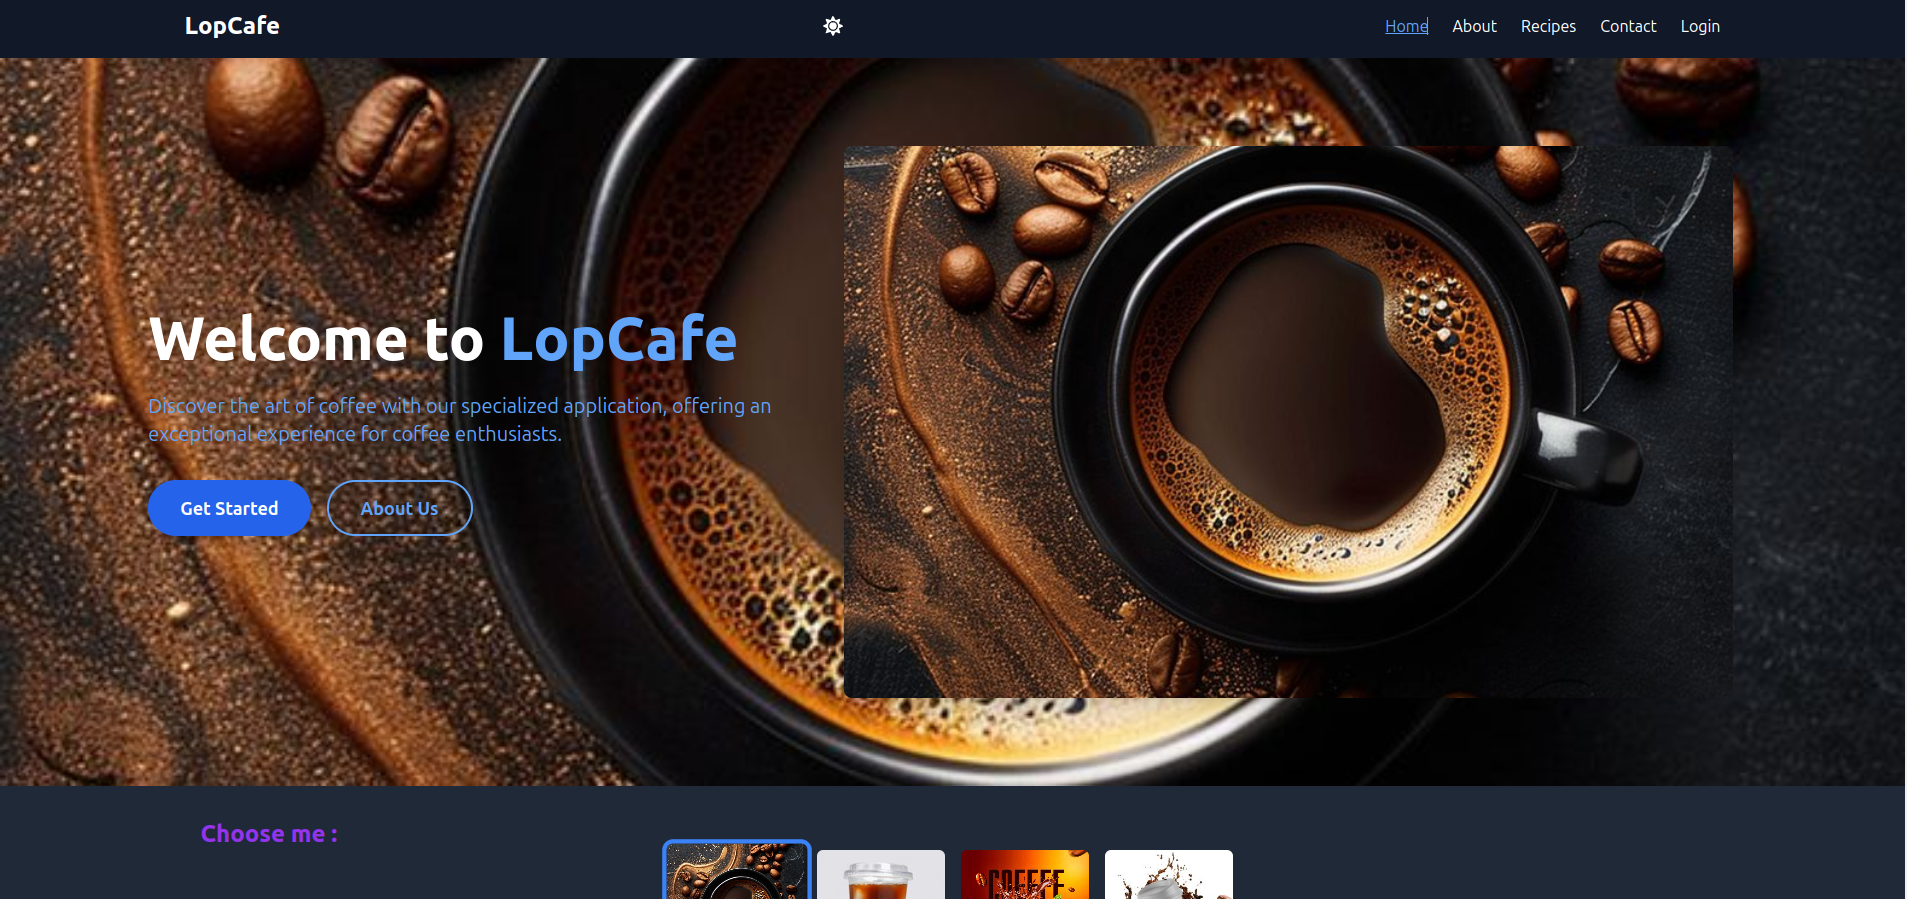 LopCafe
Home About Recipes Contact Login
Welcome to LopCafe
Discover the art of coffee with our specialized application, offering an
exceptional experience for coffee enthusiasts.
Get Started About Us
Choose me :
COFFEE